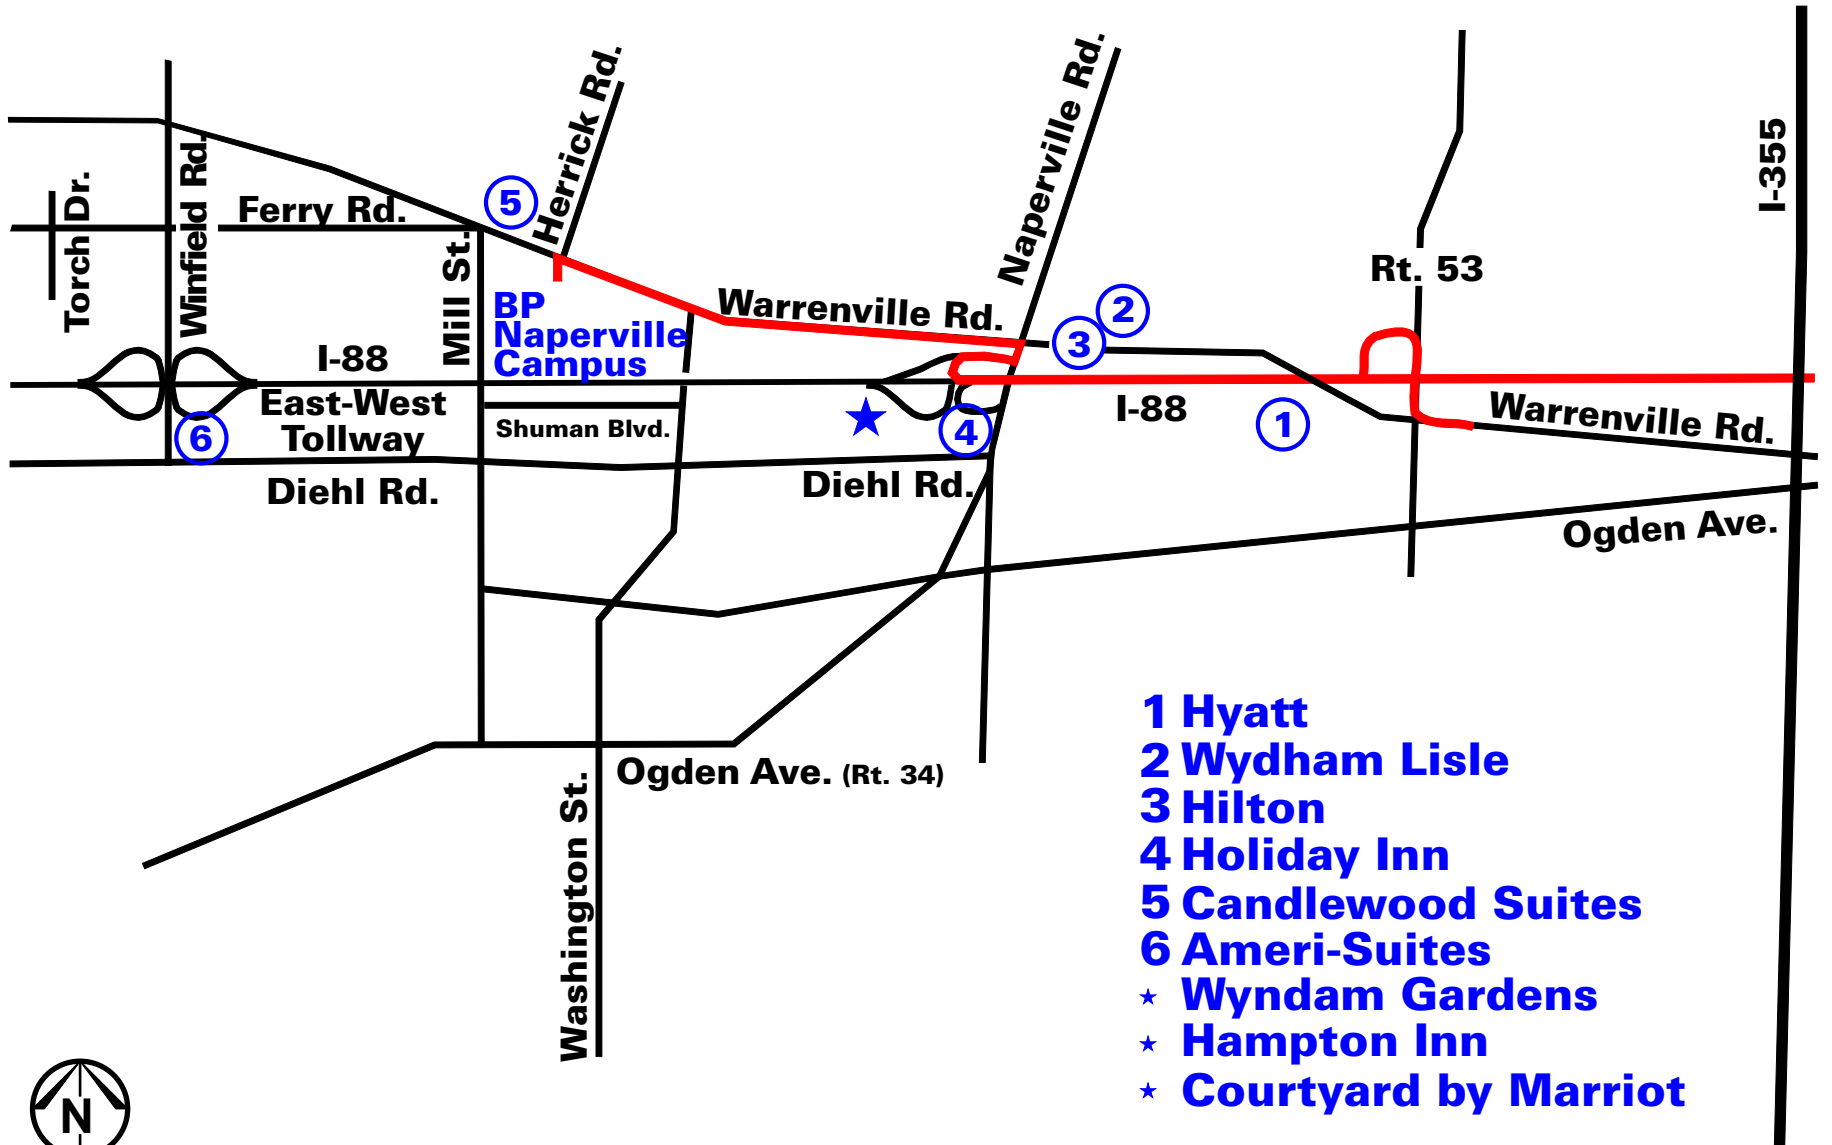 Herrick Rd.
Naperville Rd.
I-355
Torch Dr.
Winfield Rd.
Ferry Rd.
5
Mill St.
BP
Naperville
Campus
Warrenville Rd.
2
3
Rt. 53
I-88
East-West
Tollway
6
Shuman Blvd.
4
I-88
1
Warrenville Rd.
Diehl Rd.
Diehl Rd.
Ogden Ave.
Ogden Ave. (Rt. 34)
Washington St.
1 Hyatt
2 Wydham Lisle
3 Hilton
4 Holiday Inn
5 Candlewood Suites
6 Ameri-Suites
★ Wyndam Gardens
★ Hampton Inn
★ Courtyard by Marriot
N